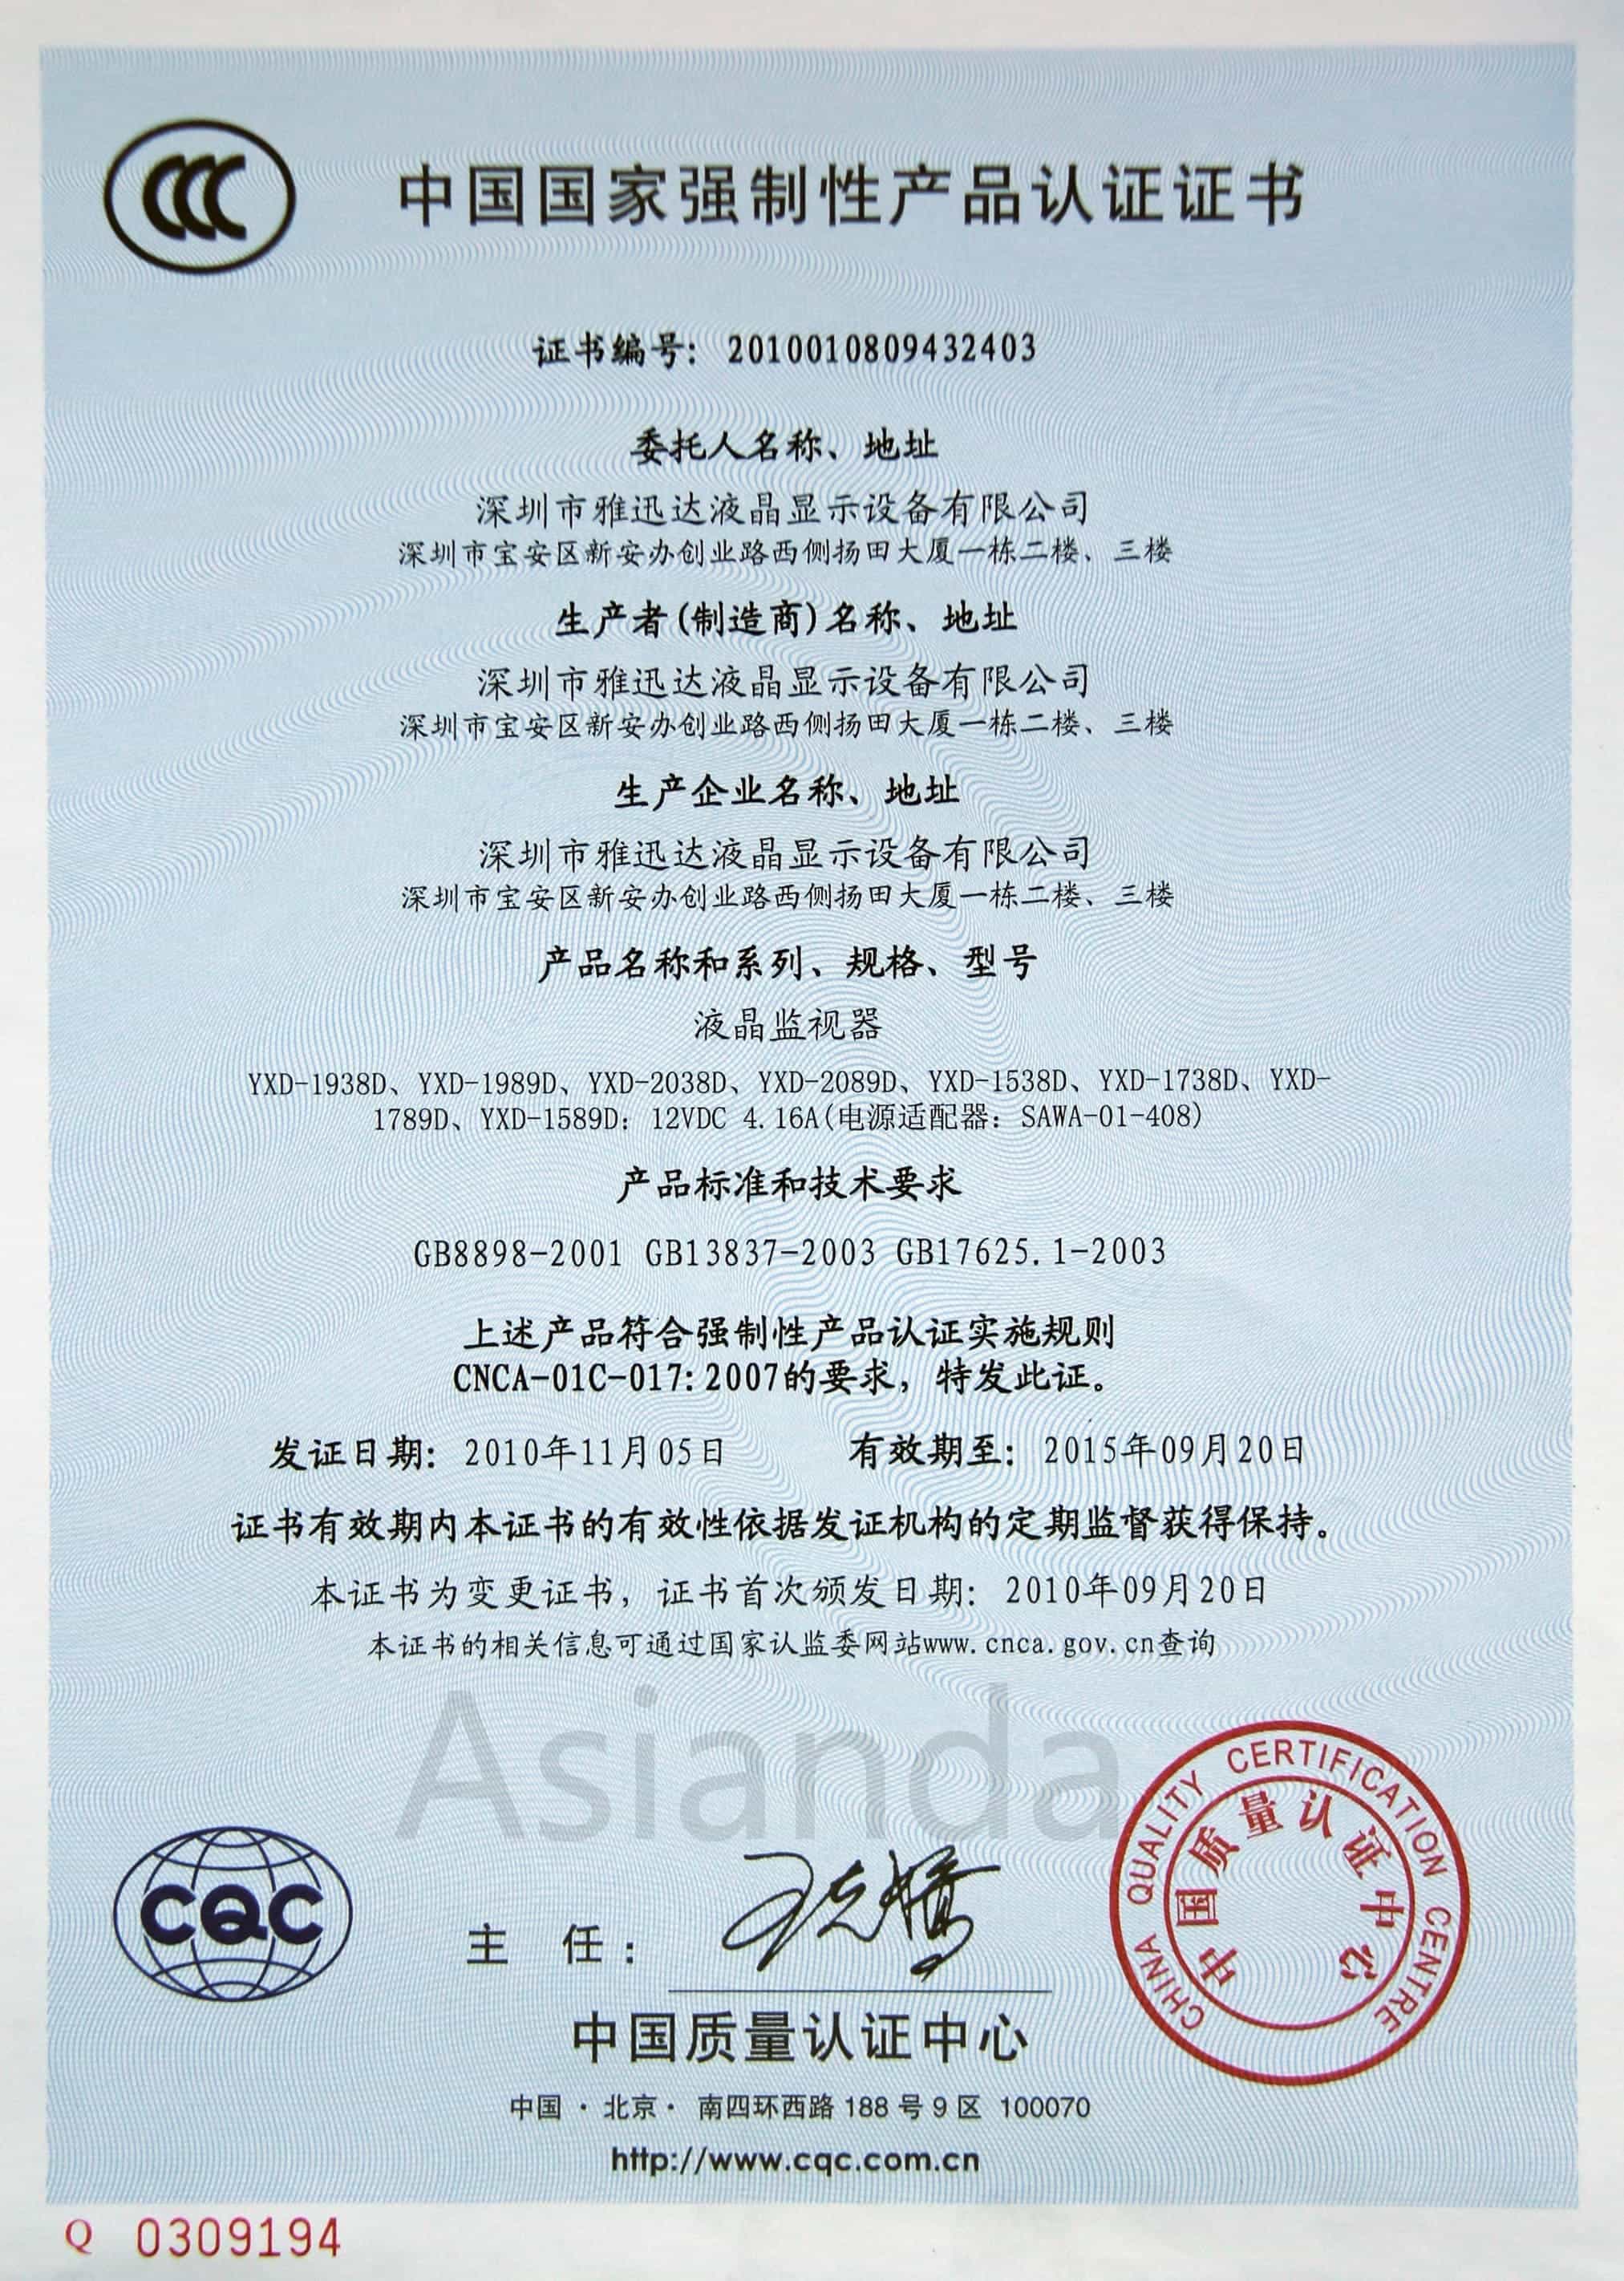 CCC
中国国家强制性产品认证证书
证书编号: 2010010809432403
委托人名称、地址
深圳市雅迅达液晶显示设备有限公司
深圳市宝安区新安办创业路西侧扬田大厦一栋二楼、三楼
生产者(制造商)名称、地址
深圳市雅迅达液晶显示设备有限公司
深圳市宝安区新安办创业路西侧扬田大厦一栋二楼、三楼
生产企业名称、地址
深圳市雅迅达液晶显示设备有限公司
深圳市宝安区新安办创业路西侧扬田大厦一栋二楼、三楼
产品名称和系列、规格、型号
液晶监视器
YXD-1938D、YXD-1989D、YXD-2038D、YXD-2089D、YXD-1538D、YXD-1738D、YXD-
1789D、YXD-1589D: 12VDC 4.16A(电源适配器: SAWA-01-408)
产品标准和技术要求
GB8898-2001 GB13837-2003 GB17625.1-2003
上述产品符合强制性产品认证实施规则
CNCA-01C-017:2007的要求，特发此证。
发证日期: 2010年11月05日 有效期至: 2015年09月20日
证书有效期内本证书的有效性依据发证机构的定期监督获得保持。
本证书为变更证书，证书首次颁发日期: 2010年09月20日
本证书的相关信息可通过国家认监委网站www.cnca.gov.cn查询
Asianda
CHINA QUALITY CERTIFICATION CENTRE
中国质量认证中心
CQC
主 任：
中国质量认证中心
中国·北京·南四环西路 188 号 9 区 100070
http://www.cqc.com.cn
Q 0309194